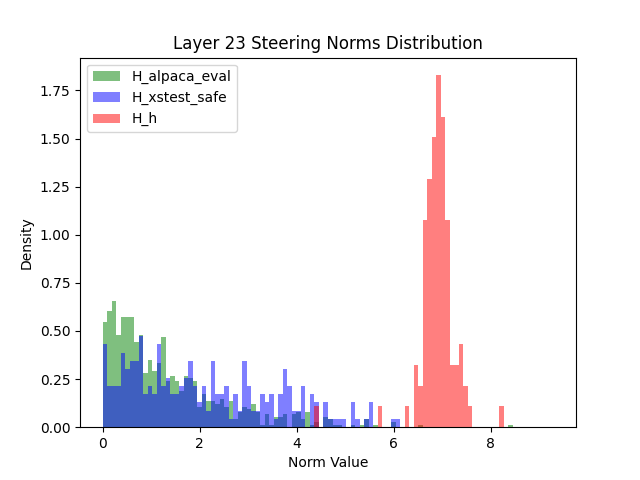 Layer 23 Steering Norms Distribution
H_alpaca_eval
H_xstest_safe
H_h
1.75
1.50
1.25
1.00
0.75
0.50
0.25
0.00
Density
0 2 4 6 8
Norm Value